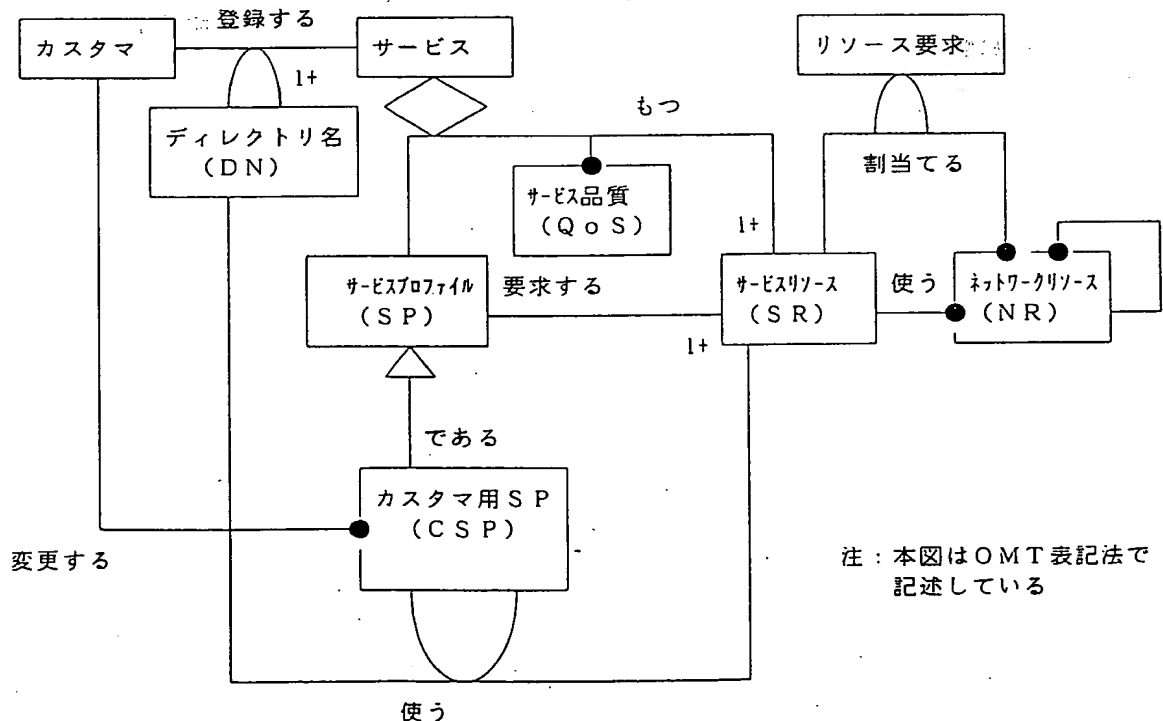 登録する
カスタマ
サービス
リソース要求
1+
もつ
ディレクトリ名
(DN)
割当てる
サービス品質
(QoS)
1+
サービスプロファイル
(SP)
要求する
サービスリソース
(SR)
使う
ネットワークリソース
(NR)
1+
である
カスタマ用SP
(CSP)
変更する
注：本図はOMT表記法で
記述している
使う